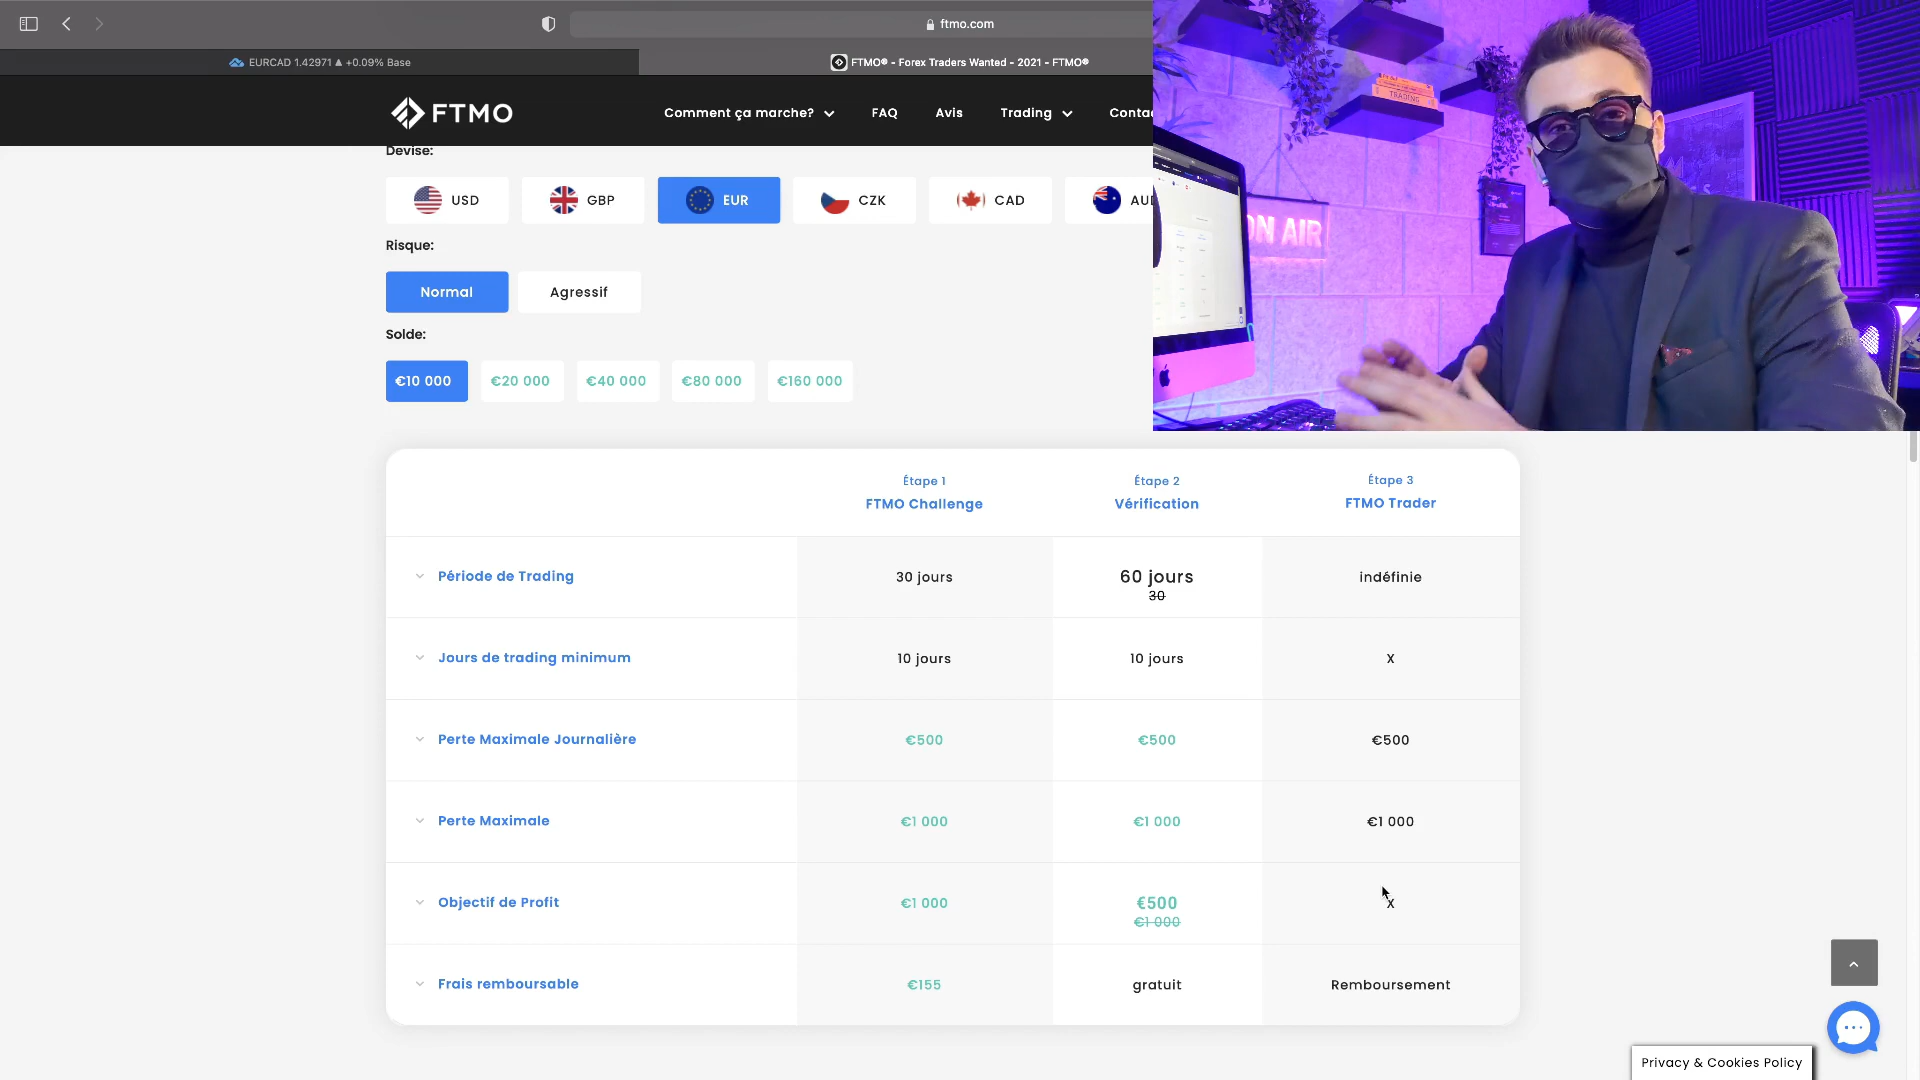 ftmo.com
EURCAD 1.42971 ▲ +0.09% Base
FTMO® - Forex Traders Wanted - 2021 - FTMO®
FTMO
Comment ça marche?
FAQ
Avis
Trading
Contac
Devise:
USD
GBP
EUR
CZK
CAD
AUD
Risque:
Normal
Agressif
Solde:
€10 000
€20 000
€40 000
€80 000
€160 000
TRADING
ON AIR
Étape 1
FTMO Challenge
Étape 2
Vérification
Étape 3
FTMO Trader
Période de Trading
30 jours
60 jours
30
indéfinie
Jours de trading minimum
10 jours
10 jours
X
Perte Maximale Journalière
€500
€500
€500
Perte Maximale
€1 000
€1 000
€1 000
Objectif de Profit
€1 000
€500
€1 000
X
Frais remboursable
€155
gratuit
Remboursement
Privacy & Cookies Policy